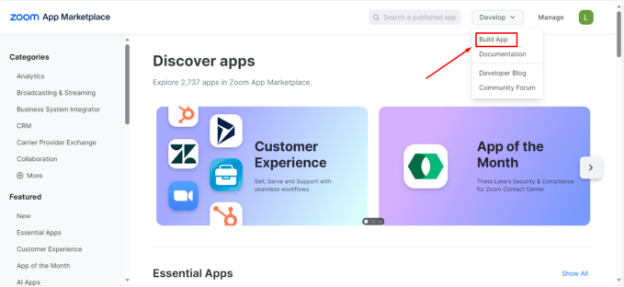 zoom App Marketplace
Search a published app
Develop
Manage
L
Build App
Documentation
Developer Blog
Community Forum
Categories
Analytics
Broadcasting & Streaming
Business System Integrator
CRM
Carrier Provider Exchange
Collaboration
More
Featured
New
Essential Apps
Customer Experience
App of the Month
AI Apps
Discover apps
Explore 2,737 apps in Zoom App Marketplace.
Customer
Experience
Sell, Serve and Support with
seamless workflows
App of the
Month
Theta Lake's Security & Compliance
for Zoom Contact Center
Essential Apps
Show All